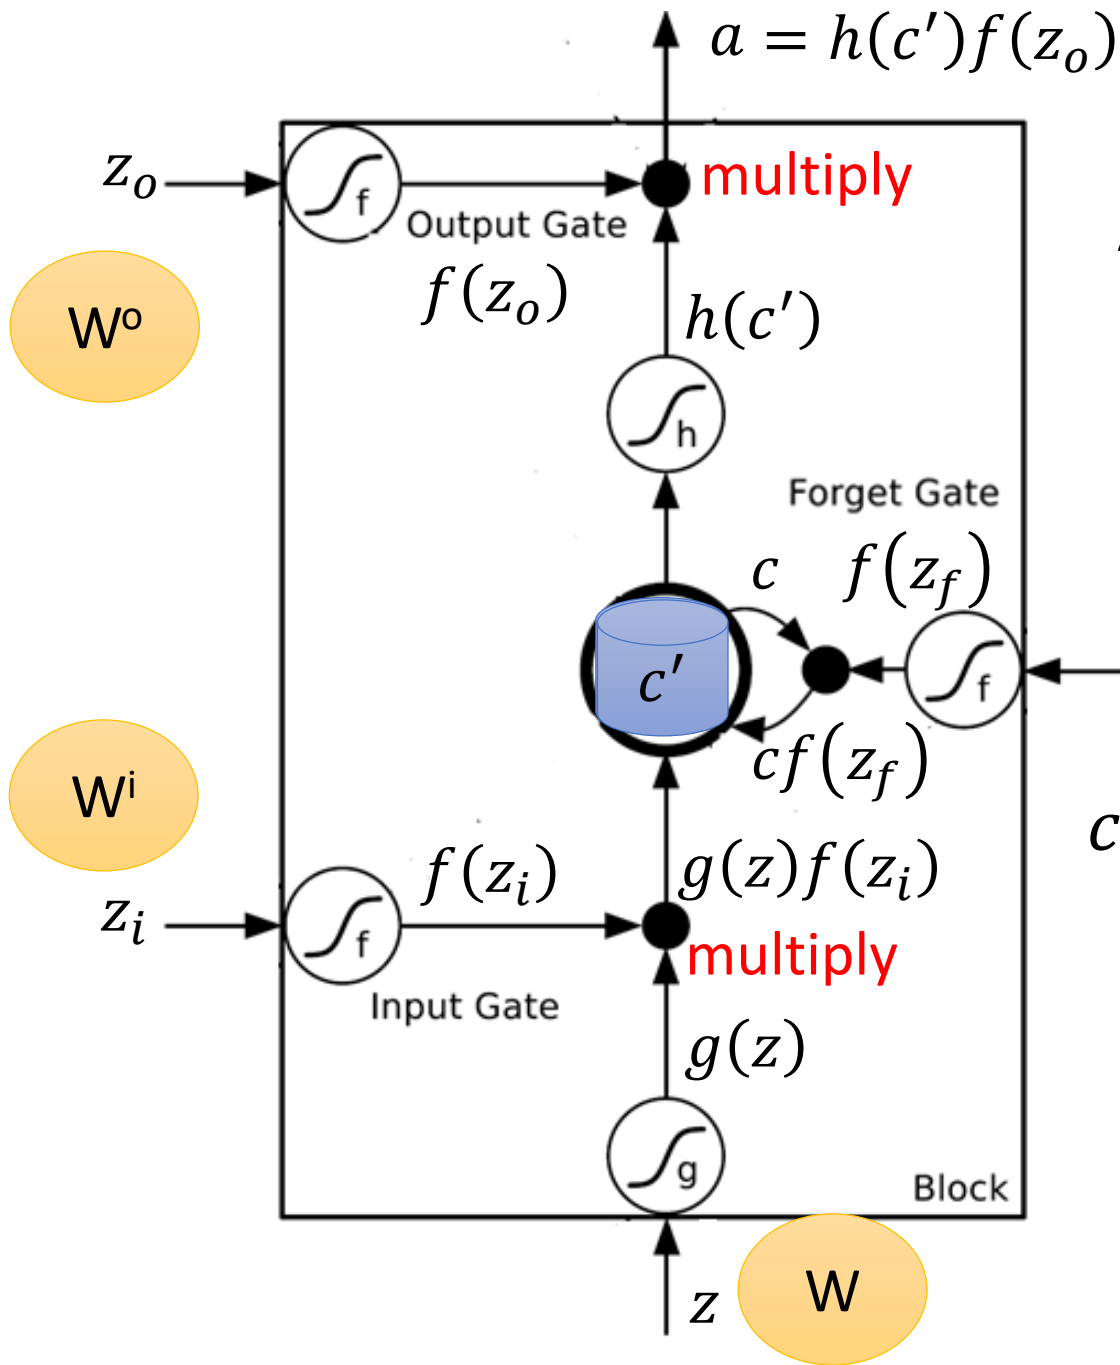 a = h(c′)f(z_o)
z_o
f
multiply
Output Gate
f(z_o)
W^o
h(c′)
h
Forget Gate
c
f(z_f)
c′
f
cf(z_f)
W^i
c
f(z_i)
g(z)f(z_i)
z_i
f
multiply
Input Gate
g(z)
g
Block
z
W